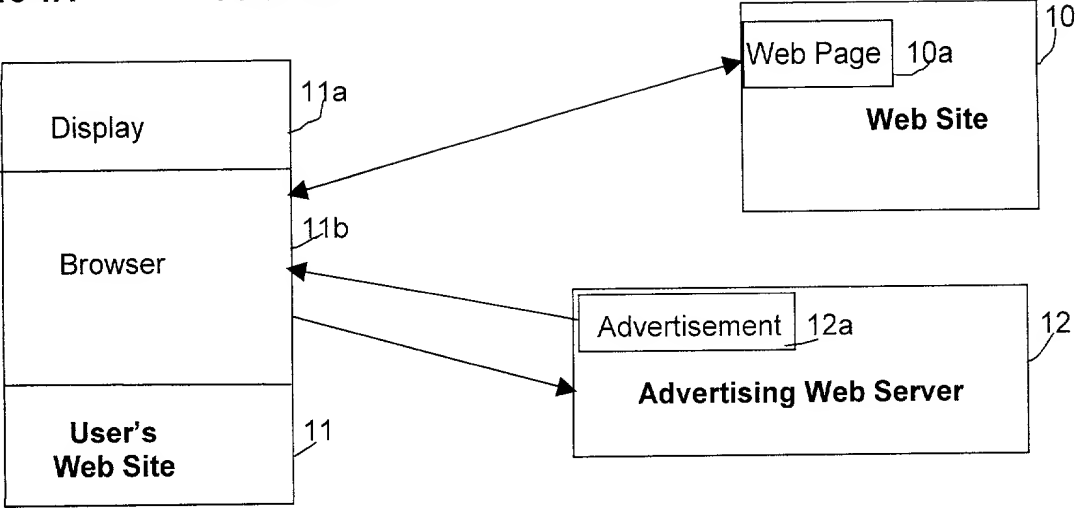 10
Web Page
10a
Web Site
Display
11a
Browser
11b
User's
Web Site
11
Advertisement
12a
12
Advertising Web Server